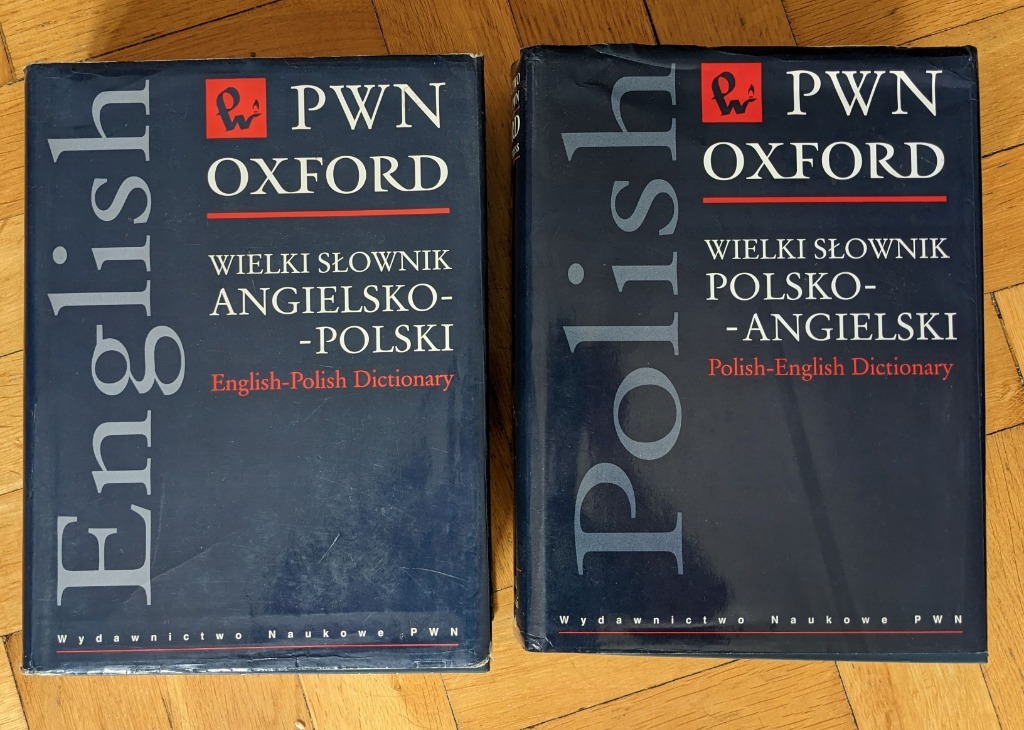 English
PWN
OXFORD
WIELKI SŁOWNIK
ANGIELSKO-
-POLSKI
English-Polish Dictionary
Wydawnictwo Naukowe PWN
Polish
PWN
OXFORD
WIELKI SŁOWNIK
POLSKO-
-ANGIELSKI
Polish-English Dictionary
Wydawnictwo Naukowe PWN